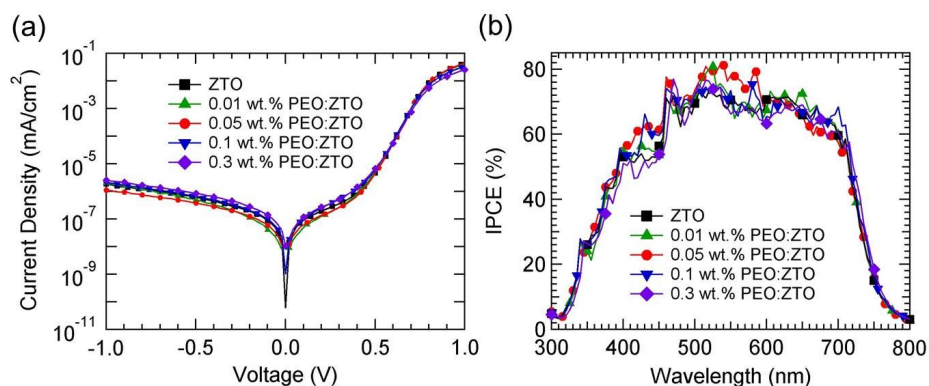 (a)
Current Density (mA/cm²)
10⁻¹
10⁻³
10⁻⁵
10⁻⁷
10⁻⁹
10⁻¹¹
ZTO
0.01 wt.% PEO:ZTO
0.05 wt.% PEO:ZTO
0.1 wt.% PEO:ZTO
0.3 wt.% PEO:ZTO
-1.0 -0.5 0.0 0.5 1.0
Voltage (V)
(b)
IPCE (%)
80
60
40
20
0
ZTO
0.01 wt.% PEO:ZTO
0.05 wt.% PEO:ZTO
0.1 wt.% PEO:ZTO
0.3 wt.% PEO:ZTO
300 400 500 600 700 800
Wavelength (nm)